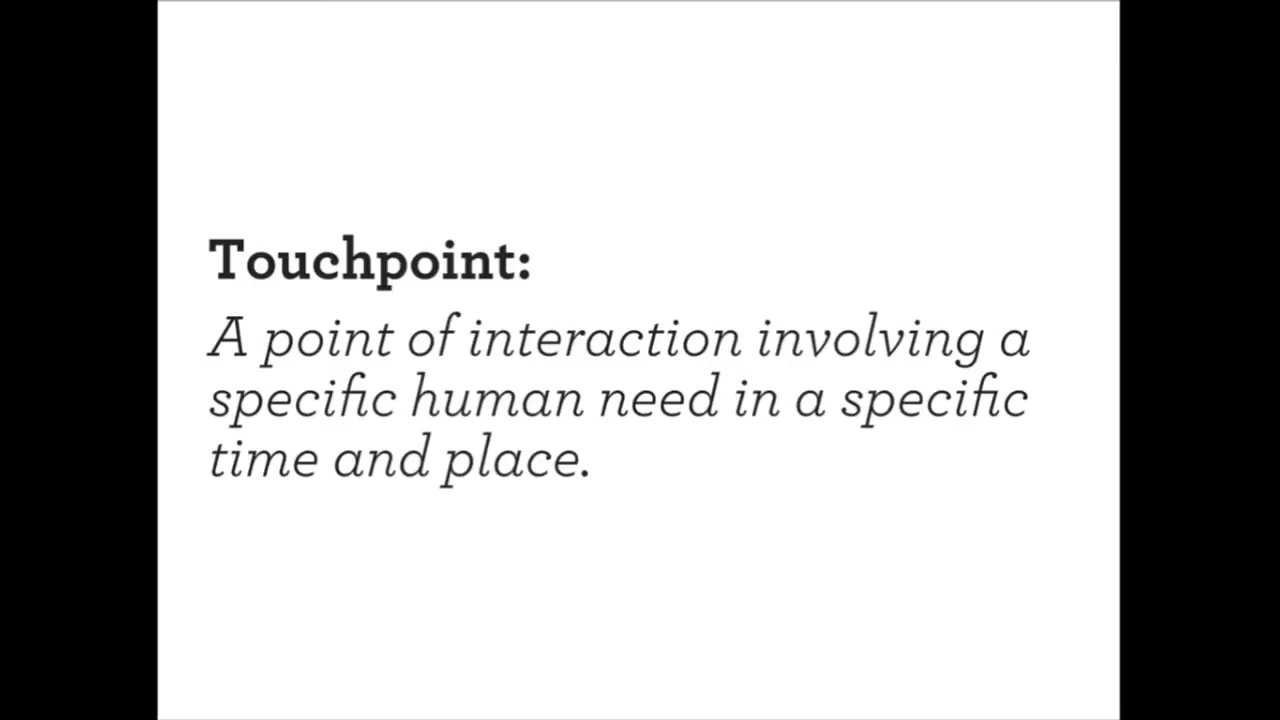 Touchpoint:
A point of interaction involving a
specific human need in a specific
time and place.